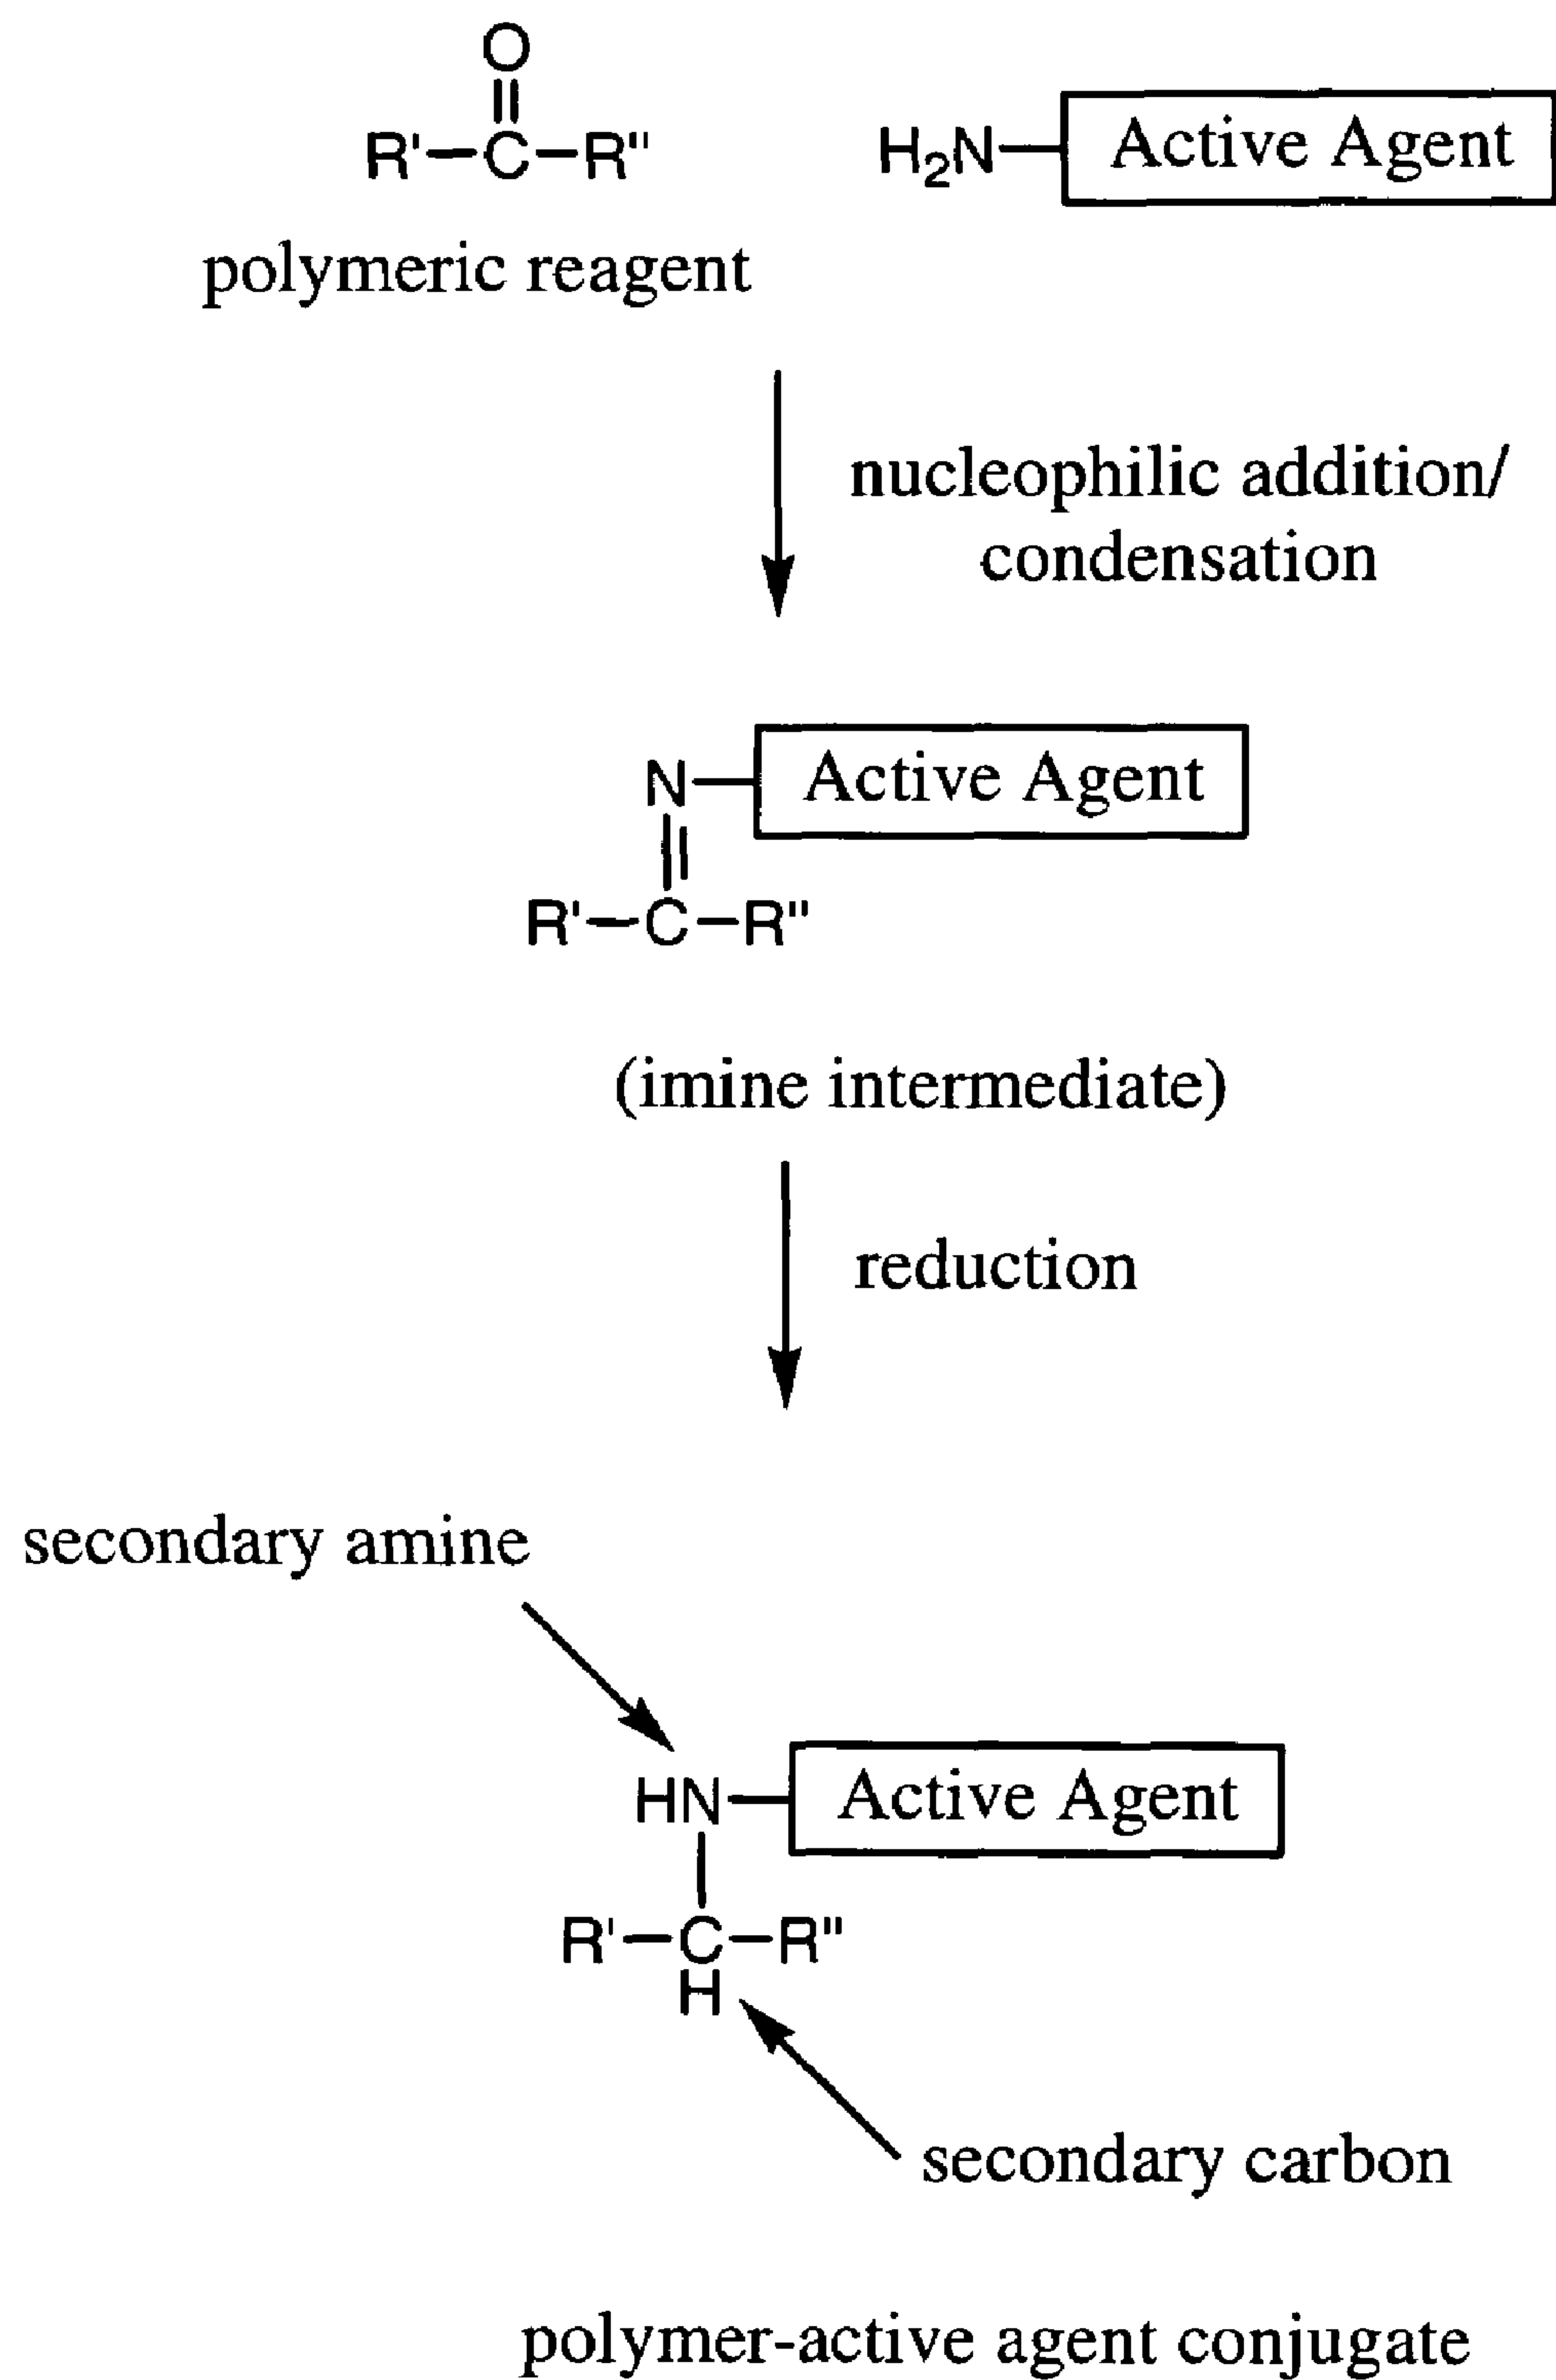 O
R'—C—R"
H₂N— Active Agent
polymeric reagent
nucleophilic addition/
condensation
N— Active Agent
R'—C—R"
(imine intermediate)
reduction
secondary amine
HN— Active Agent
R'—C—R"
H
secondary carbon
polymer-active agent conjugate